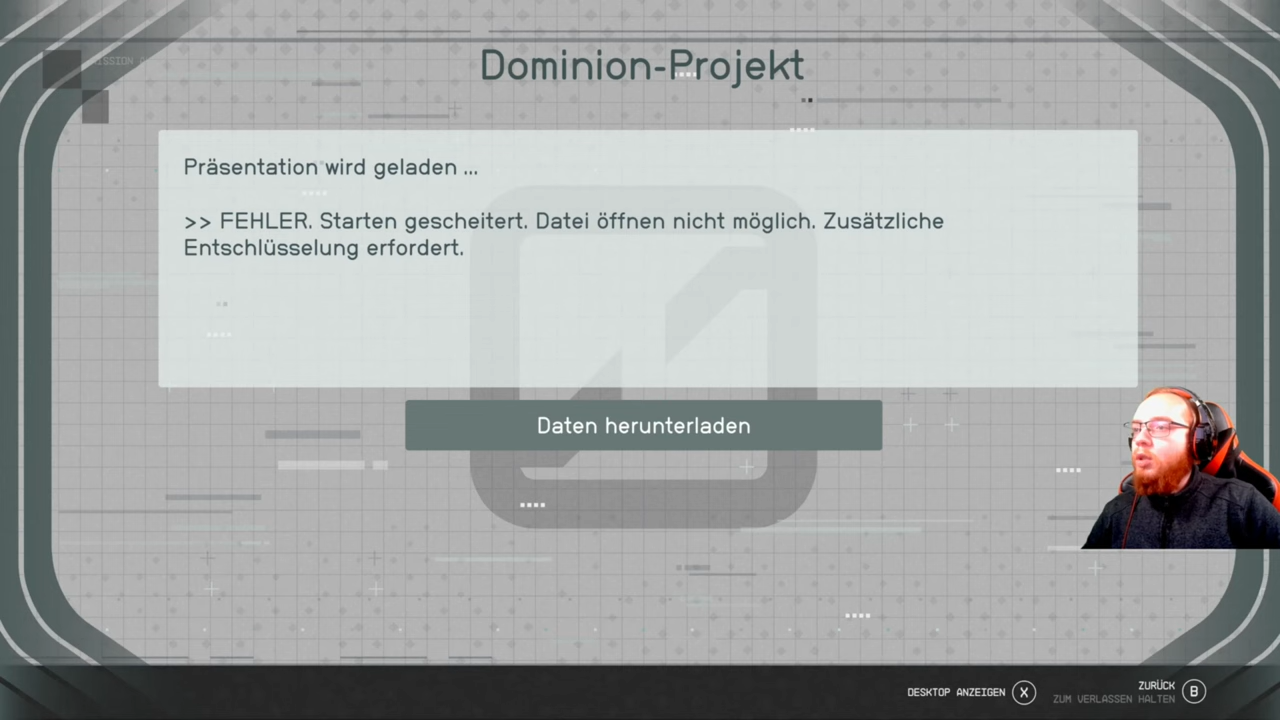 Dominion-Projekt
Präsentation wird geladen ...
>> FEHLER. Starten gescheitert. Datei öffnen nicht möglich. Zusätzliche
Entschlüsselung erfordert.
Daten herunterladen
DESKTOP ANZEIGEN X
ZURÜCK B
ZUM VERLASSEN HALTEN